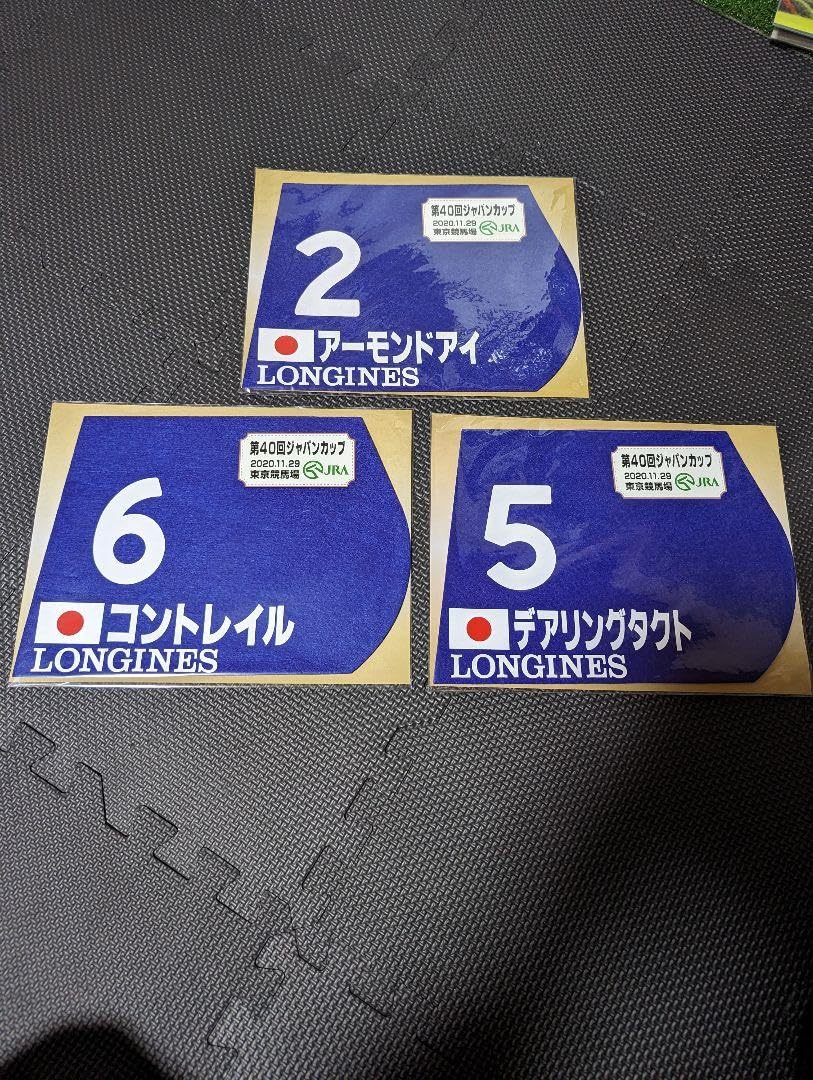 第40回ジャパンカップ
2020.11.29
東京競馬場 JRA
2
アーモンドアイ
LONGINES
第40回ジャパンカップ
2020.11.29
東京競馬場 JRA
6
コントレイル
LONGINES
第40回ジャパンカップ
2020.11.29
東京競馬場 JRA
5
デアリングタクト
LONGINES